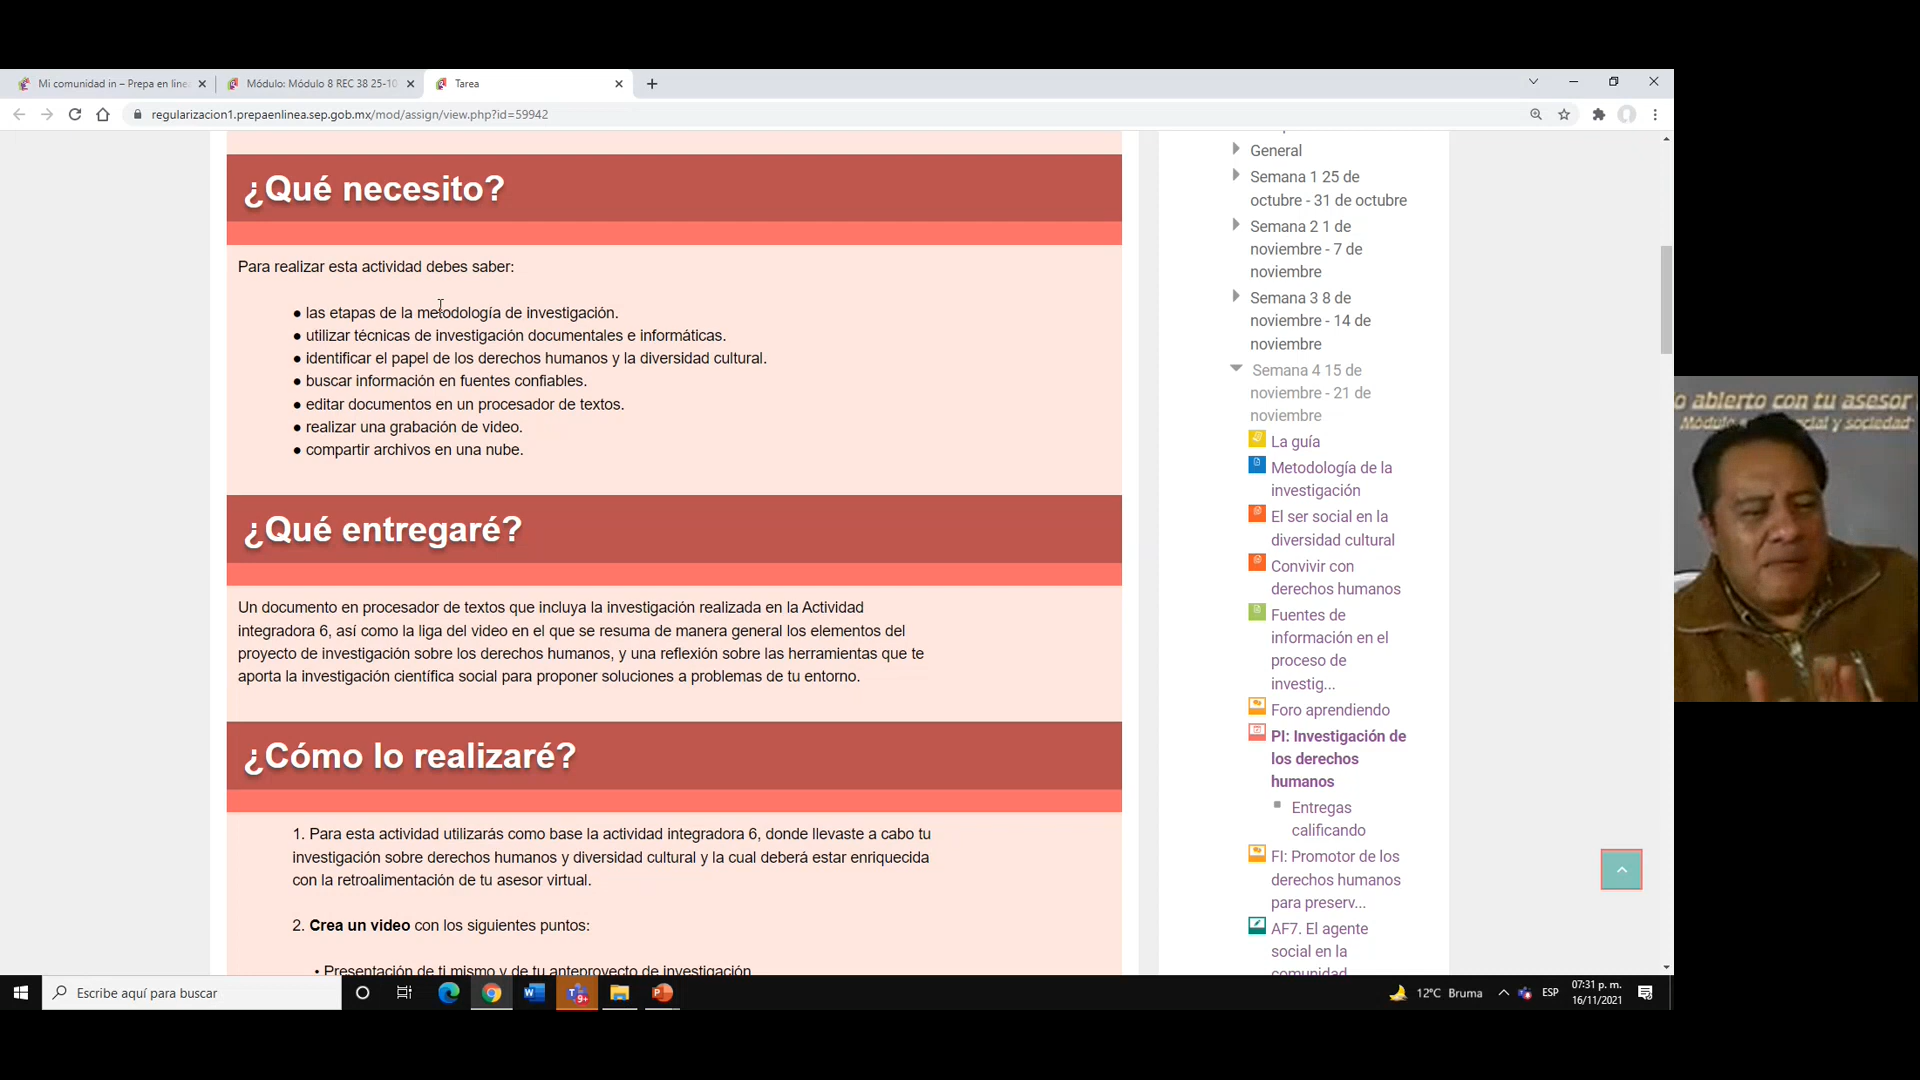 Mi comunidad in – Prepa en line
Módulo: Módulo 8 REC 38 25-10
Tarea
regularizacion1.prepaenlinea.sep.gob.mx/mod/assign/view.php?id=59942
¿Qué necesito?
Para realizar esta actividad debes saber:
● las etapas de la metodología de investigación.
● utilizar técnicas de investigación documentales e informáticas.
● identificar el papel de los derechos humanos y la diversidad cultural.
● buscar información en fuentes confiables.
● editar documentos en un procesador de textos.
● realizar una grabación de video.
● compartir archivos en una nube.
¿Qué entregaré?
Un documento en procesador de textos que incluya la investigación realizada en la Actividad
integradora 6, así como la liga del video en el que se resuma de manera general los elementos del
proyecto de investigación sobre los derechos humanos, y una reflexión sobre las herramientas que te
aporta la investigación científica social para proponer soluciones a problemas de tu entorno.
¿Cómo lo realizaré?
1. Para esta actividad utilizarás como base la actividad integradora 6, donde llevaste a cabo tu
investigación sobre derechos humanos y diversidad cultural y la cual deberá estar enriquecida
con la retroalimentación de tu asesor virtual.
2. Crea un video con los siguientes puntos:
• Presentación de ti mismo y de tu anteproyecto de investigación
General
Semana 1 25 de
octubre - 31 de octubre
Semana 2 1 de
noviembre - 7 de
noviembre
Semana 3 8 de
noviembre - 14 de
noviembre
Semana 4 15 de
noviembre - 21 de
noviembre
La guía
Metodología de la
investigación
El ser social en la
diversidad cultural
Convivir con
derechos humanos
Fuentes de
información en el
proceso de
investig...
Foro aprendiendo
PI: Investigación de
los derechos
humanos
Entregas
calificando
FI: Promotor de los
derechos humanos
para preserv...
AF7. El agente
social en la
comunidad
o abierto con tu asesor
Módulo
cial y sociedad
Escribe aquí para buscar
9+
12°C Bruma
ESP
07:31 p. m.
16/11/2021